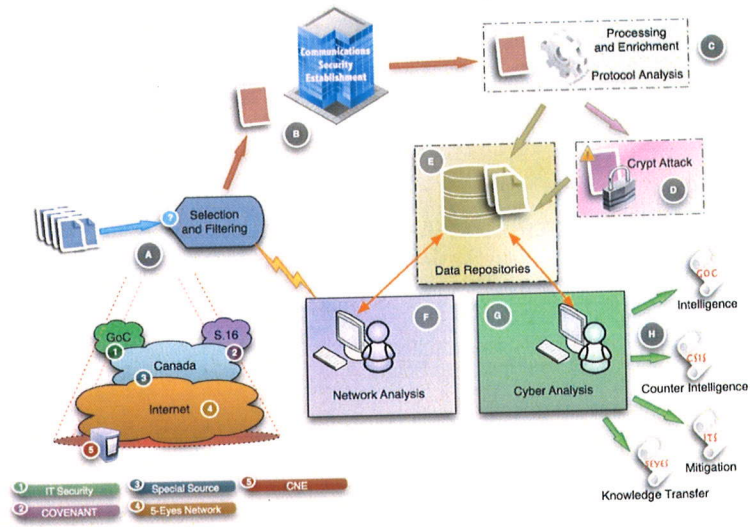 Communications
Security
Establishment
Processing
and Enrichment
Protocol Analysis
C
B
E
Crypt Attack
D
?
Selection
and Filtering
A
Data Repositories
GOC
Intelligence
F
G
H
GoC
1
S.16
2
Canada
3
CSIS
Counter Intelligence
Network Analysis
Cyber Analysis
Internet
4
5
ITS
Mitigation
5EYES
Knowledge Transfer
1 IT Security
3 Special Source
5 CNE
2 COVENANT
4 5-Eyes Network